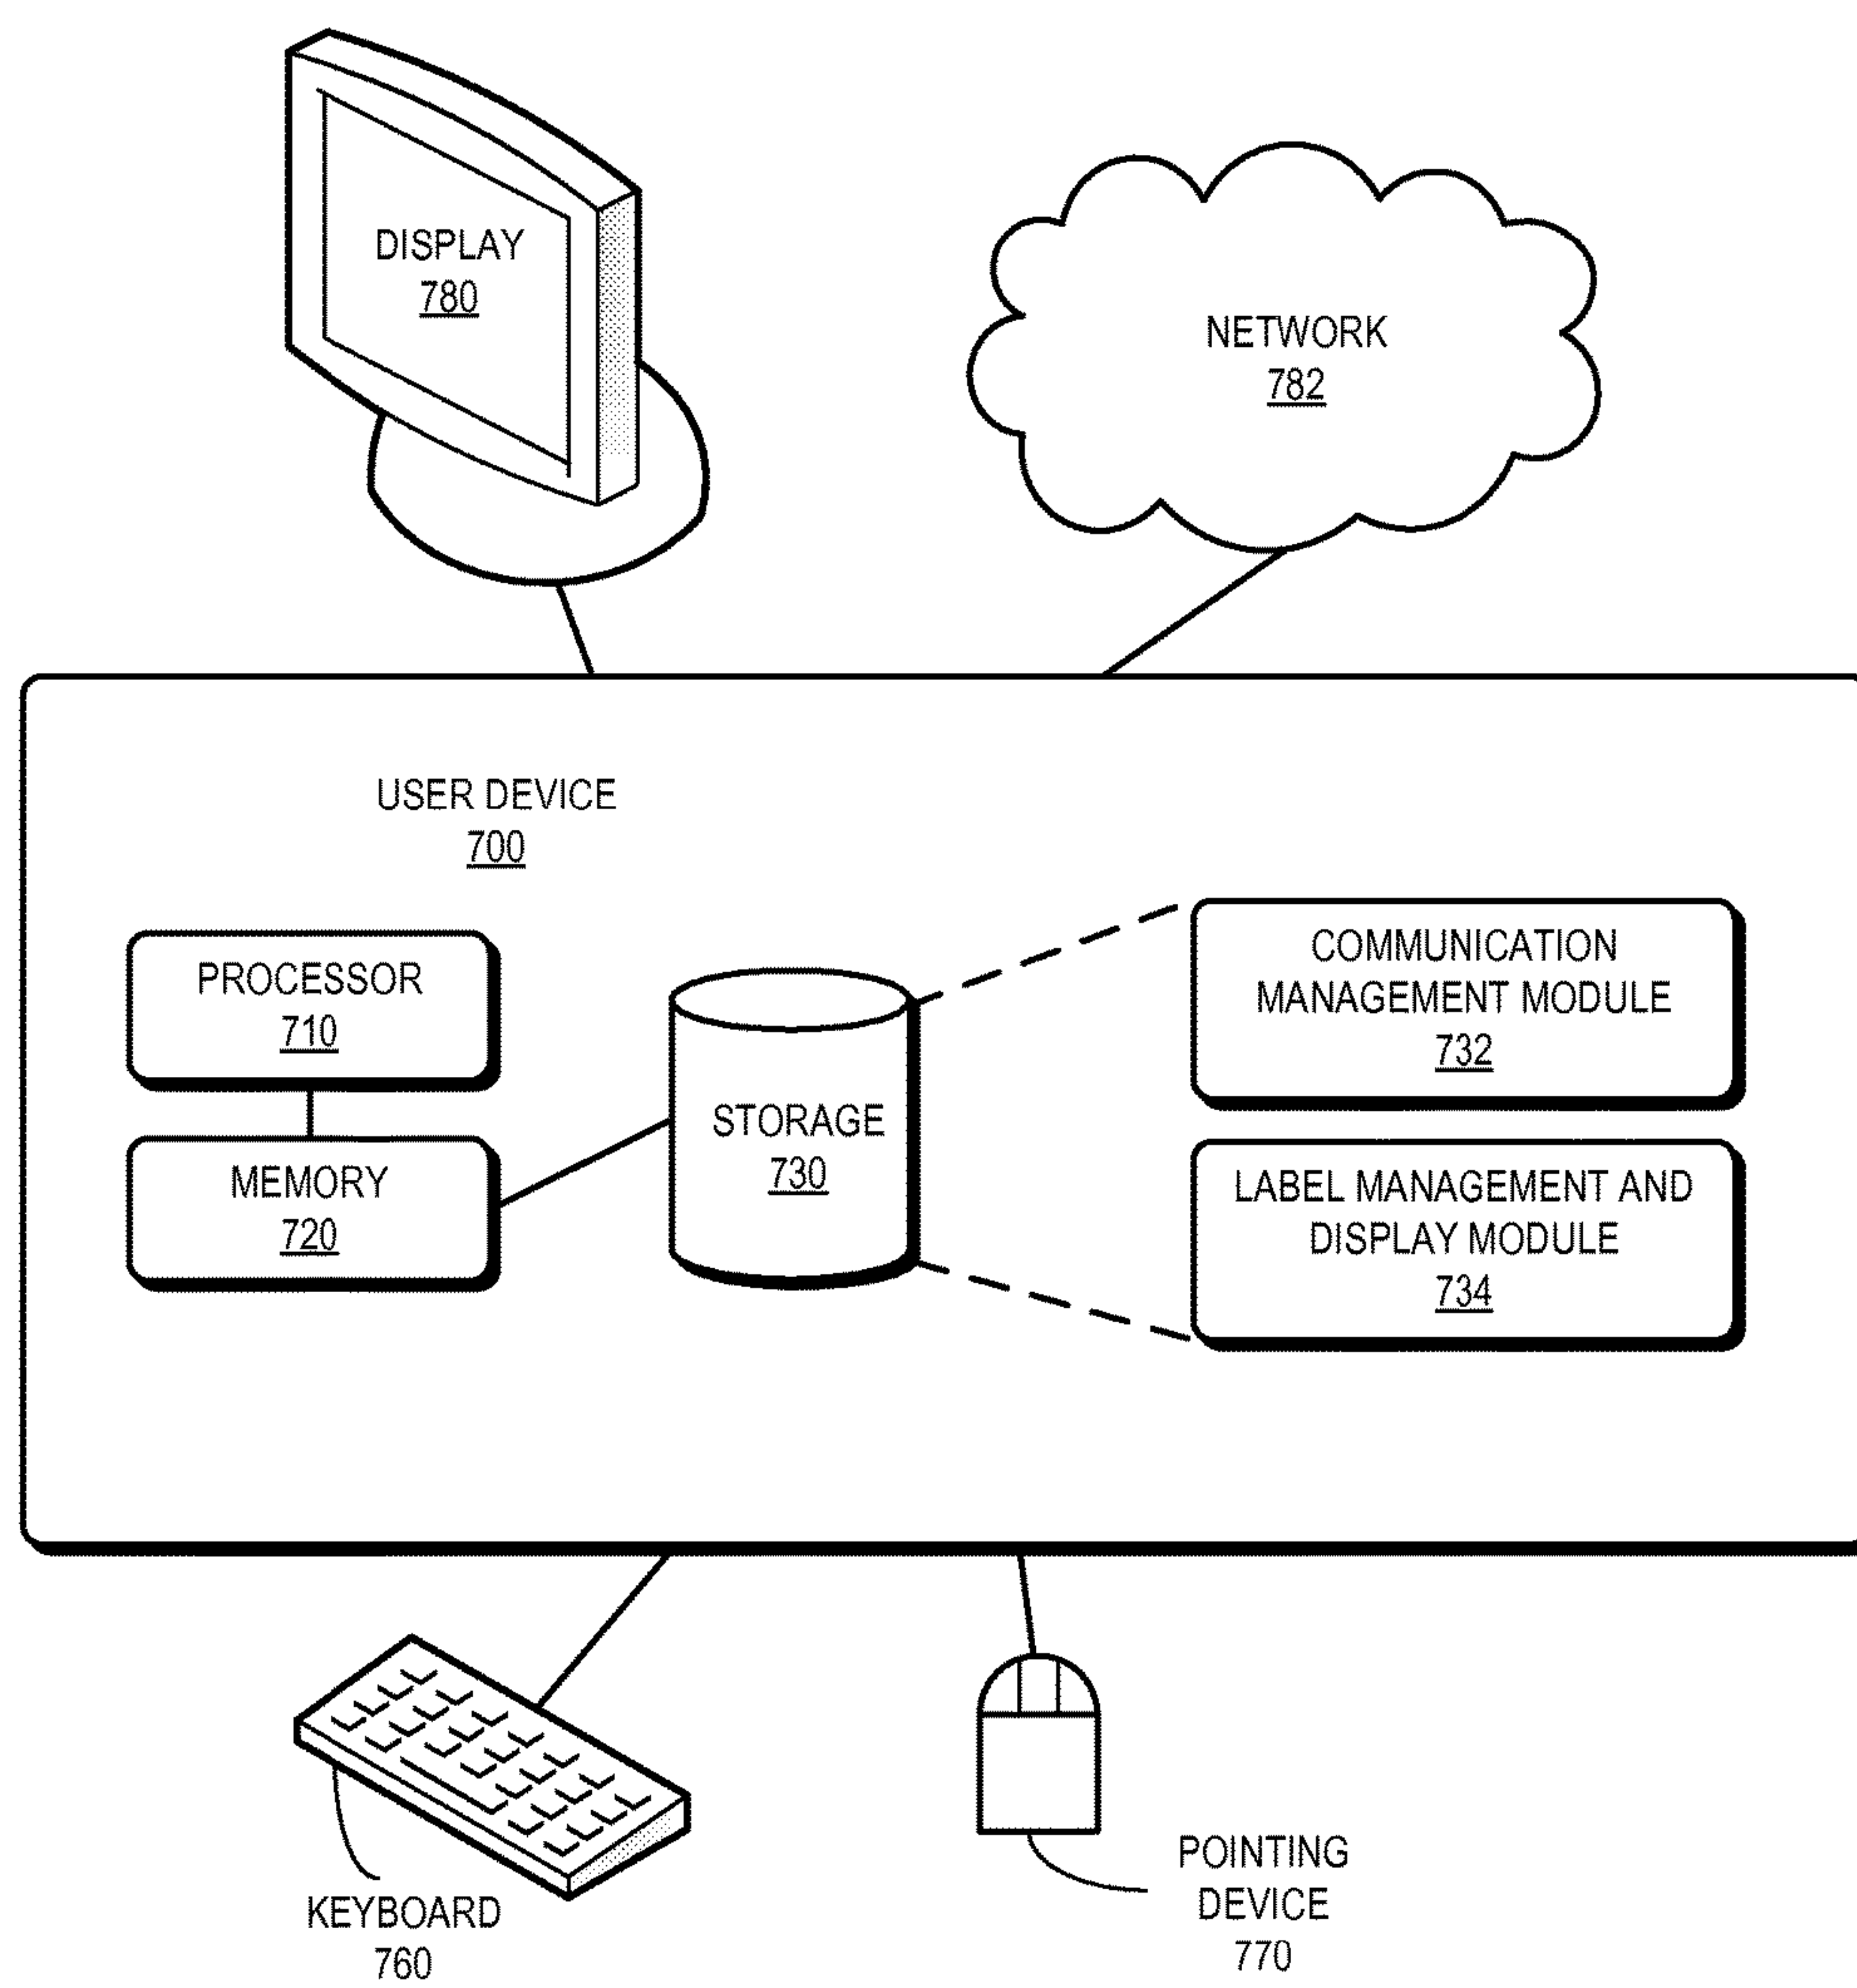 DISPLAY
780
NETWORK
782
USER DEVICE
700
PROCESSOR
710
MEMORY
720
STORAGE
730
COMMUNICATION
MANAGEMENT MODULE
732
LABEL MANAGEMENT AND
DISPLAY MODULE
734
KEYBOARD
760
POINTING
DEVICE
770